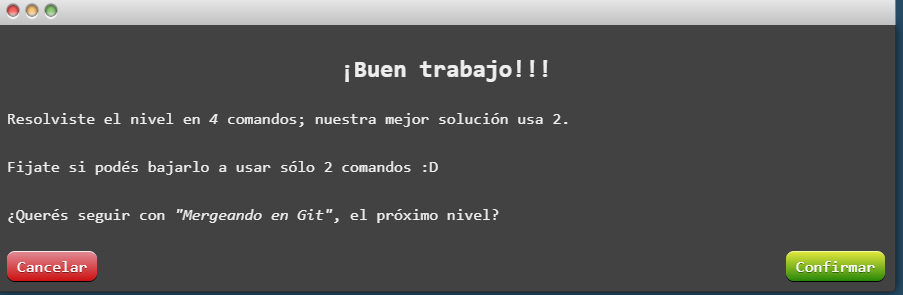 ¡Buen trabajo!!!
Resolviste el nivel en 4 comandos; nuestra mejor solución usa 2.
Fijate si podés bajarlo a usar sólo 2 comandos :D
¿Querés seguir con "Mergeando en Git", el próximo nivel?
Cancelar
Confirmar